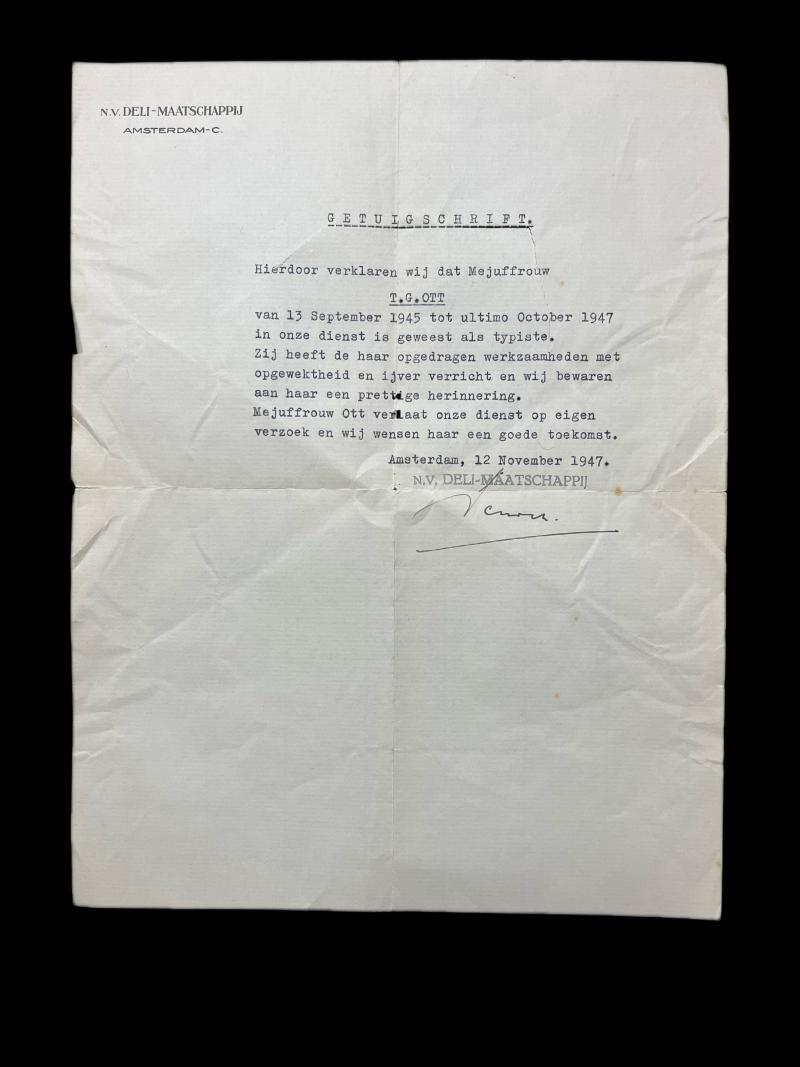 N.V. DELI-MAATSCHAPPIJ
AMSTERDAM-C.
GETUIGSCHRIFT.
Hierdoor verklaren wij dat Mejuffrouw
T.G.OTT
van 13 September 1945 tot ultimo October 1947
in onze dienst is geweest als typiste.
Zij heeft de haar opgedragen werkzaamheden met
opgewektheid en ijver verricht en wij bewaren
aan haar een prettige herinnering.
Mejuffrouw Ott verlaat onze dienst op eigen
verzoek en wij wensen haar een goede toekomst.
Amsterdam, 12 November 1947.
N.V. DELI-MAATSCHAPPIJ